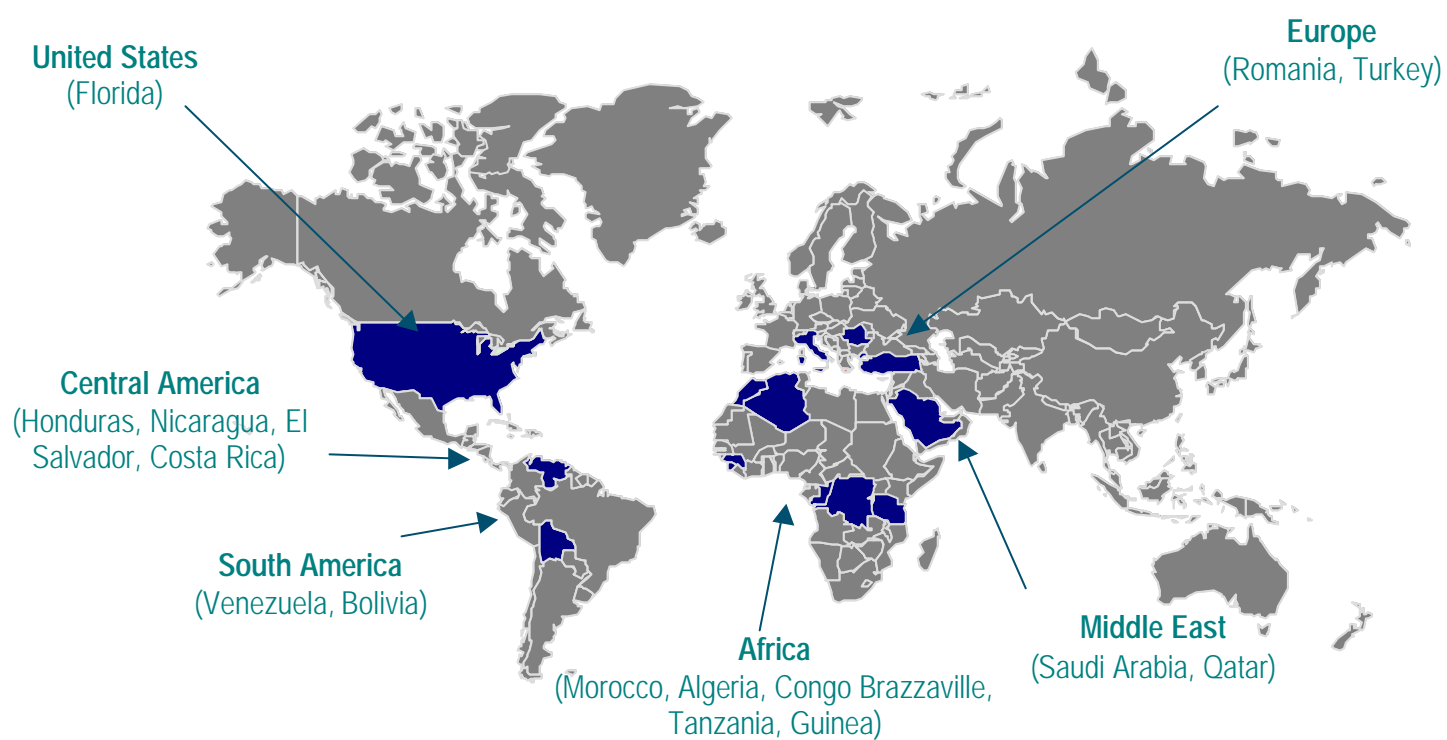 United States
(Florida)
Europe
(Romania, Turkey)
Central America
(Honduras, Nicaragua, El
Salvador, Costa Rica)
South America
(Venezuela, Bolivia)
Africa
(Morocco, Algeria, Congo Brazzaville,
Tanzania, Guinea)
Middle East
(Saudi Arabia, Qatar)